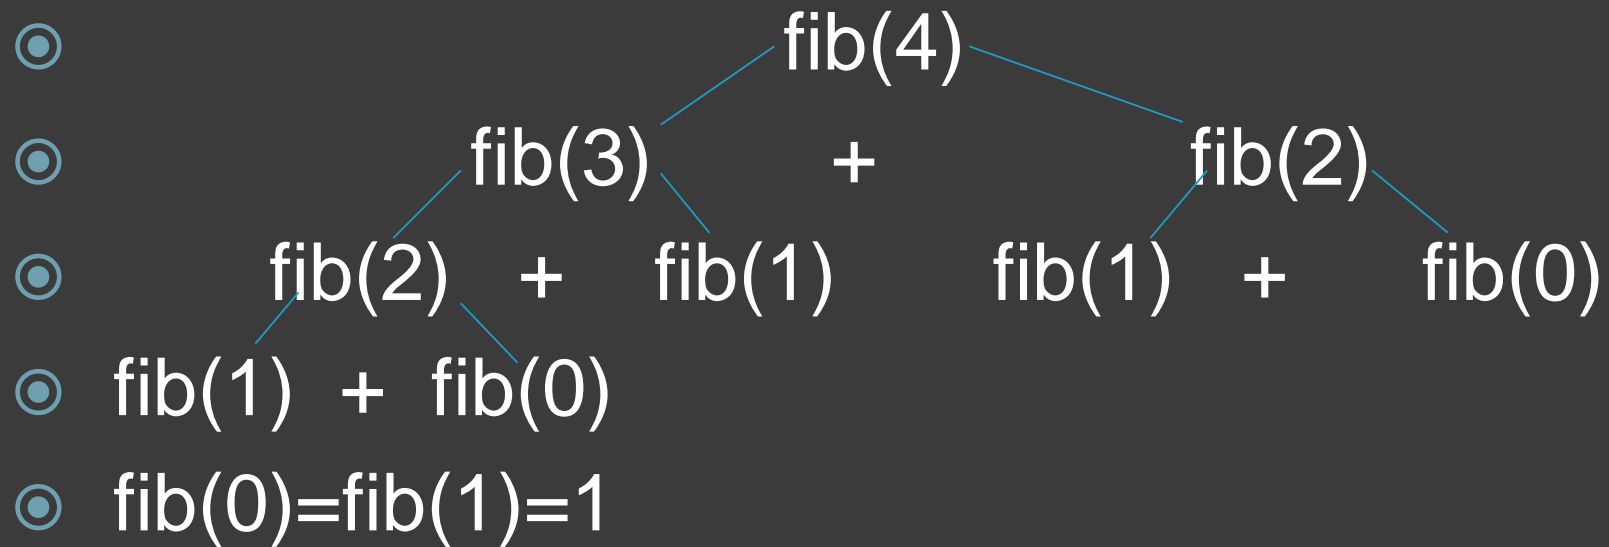 fib(4)
fib(3) + fib(2)
fib(2) + fib(1) fib(1) + fib(0)
fib(1) + fib(0)
fib(0)=fib(1)=1